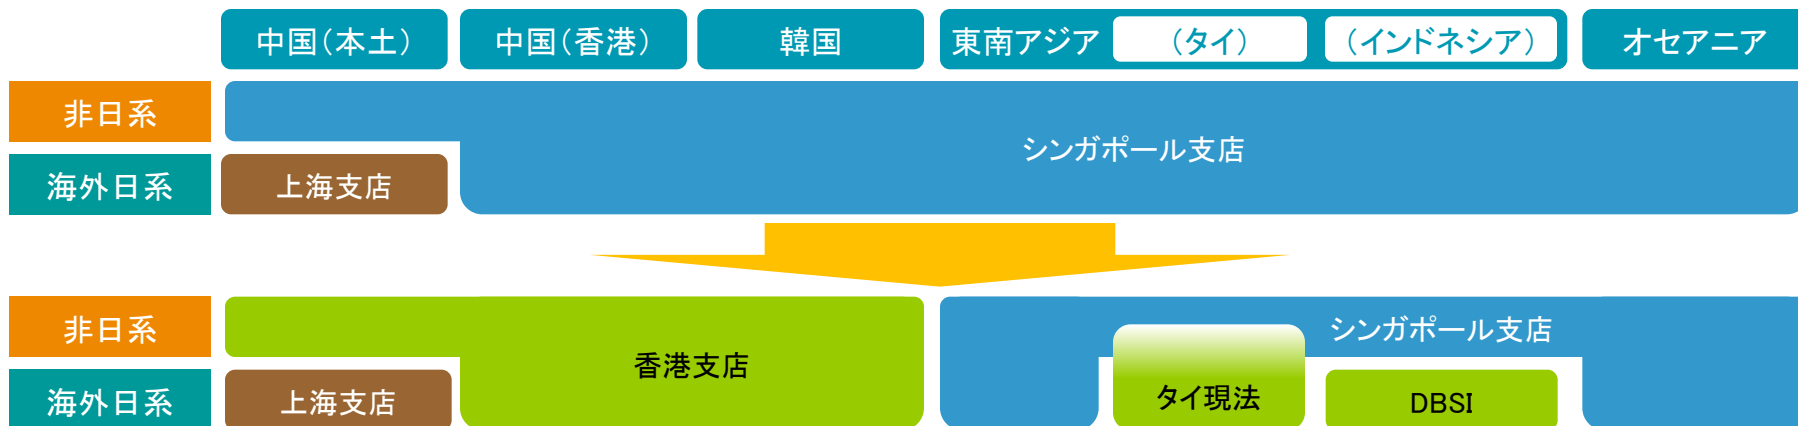 中国（本土） 中国（香港） 韓国 東南アジア （タイ） （インドネシア） オセアニア
非日系
シンガポール支店
海外日系 上海支店
非日系 シンガポール支店
香港支店
海外日系 上海支店 タイ現法 DBSI